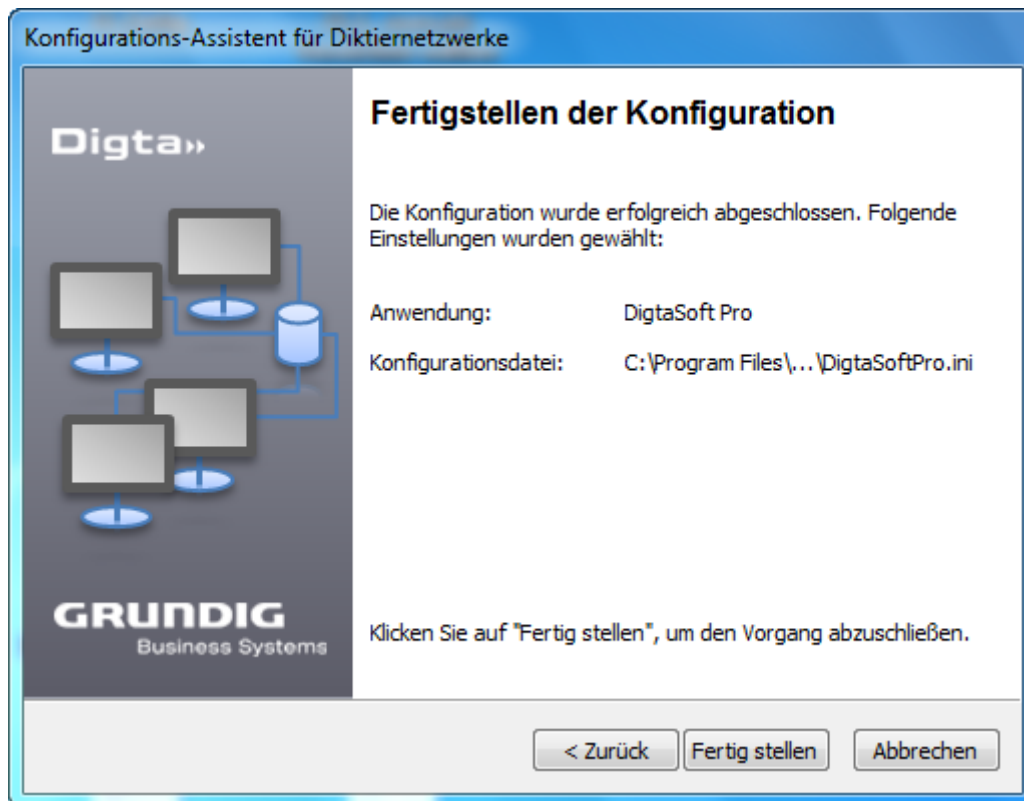 Konfigurations-Assistent für Diktiernetzwerke
Digta
Fertigstellen der Konfiguration
Die Konfiguration wurde erfolgreich abgeschlossen. Folgende
Einstellungen wurden gewählt:
Anwendung: DigtaSoft Pro
Konfigurationsdatei: C:\Program Files\...\DigtaSoftPro.ini
GRUNDIG
Business Systems
Klicken Sie auf "Fertig stellen", um den Vorgang abzuschließen.
< Zurück Fertig stellen Abbrechen